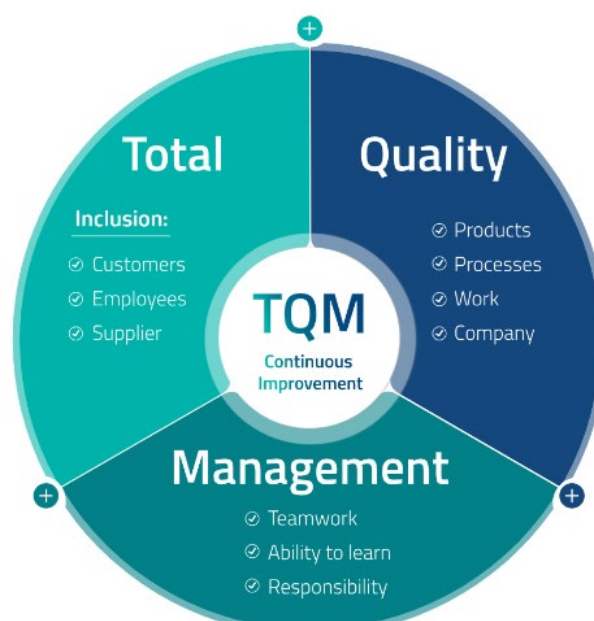 Total
Inclusion:
Customers
Employees
Supplier
Quality
Products
Processes
Work
Company
TQM
Continuous
Improvement
Management
Teamwork
Ability to learn
Responsibility